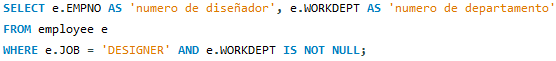 SELECT e.EMPNO AS 'numero de diseñador', e.WORKDEPT AS 'numero de departamento'
FROM employee e
WHERE e.JOB = 'DESIGNER' AND e.WORKDEPT IS NOT NULL;